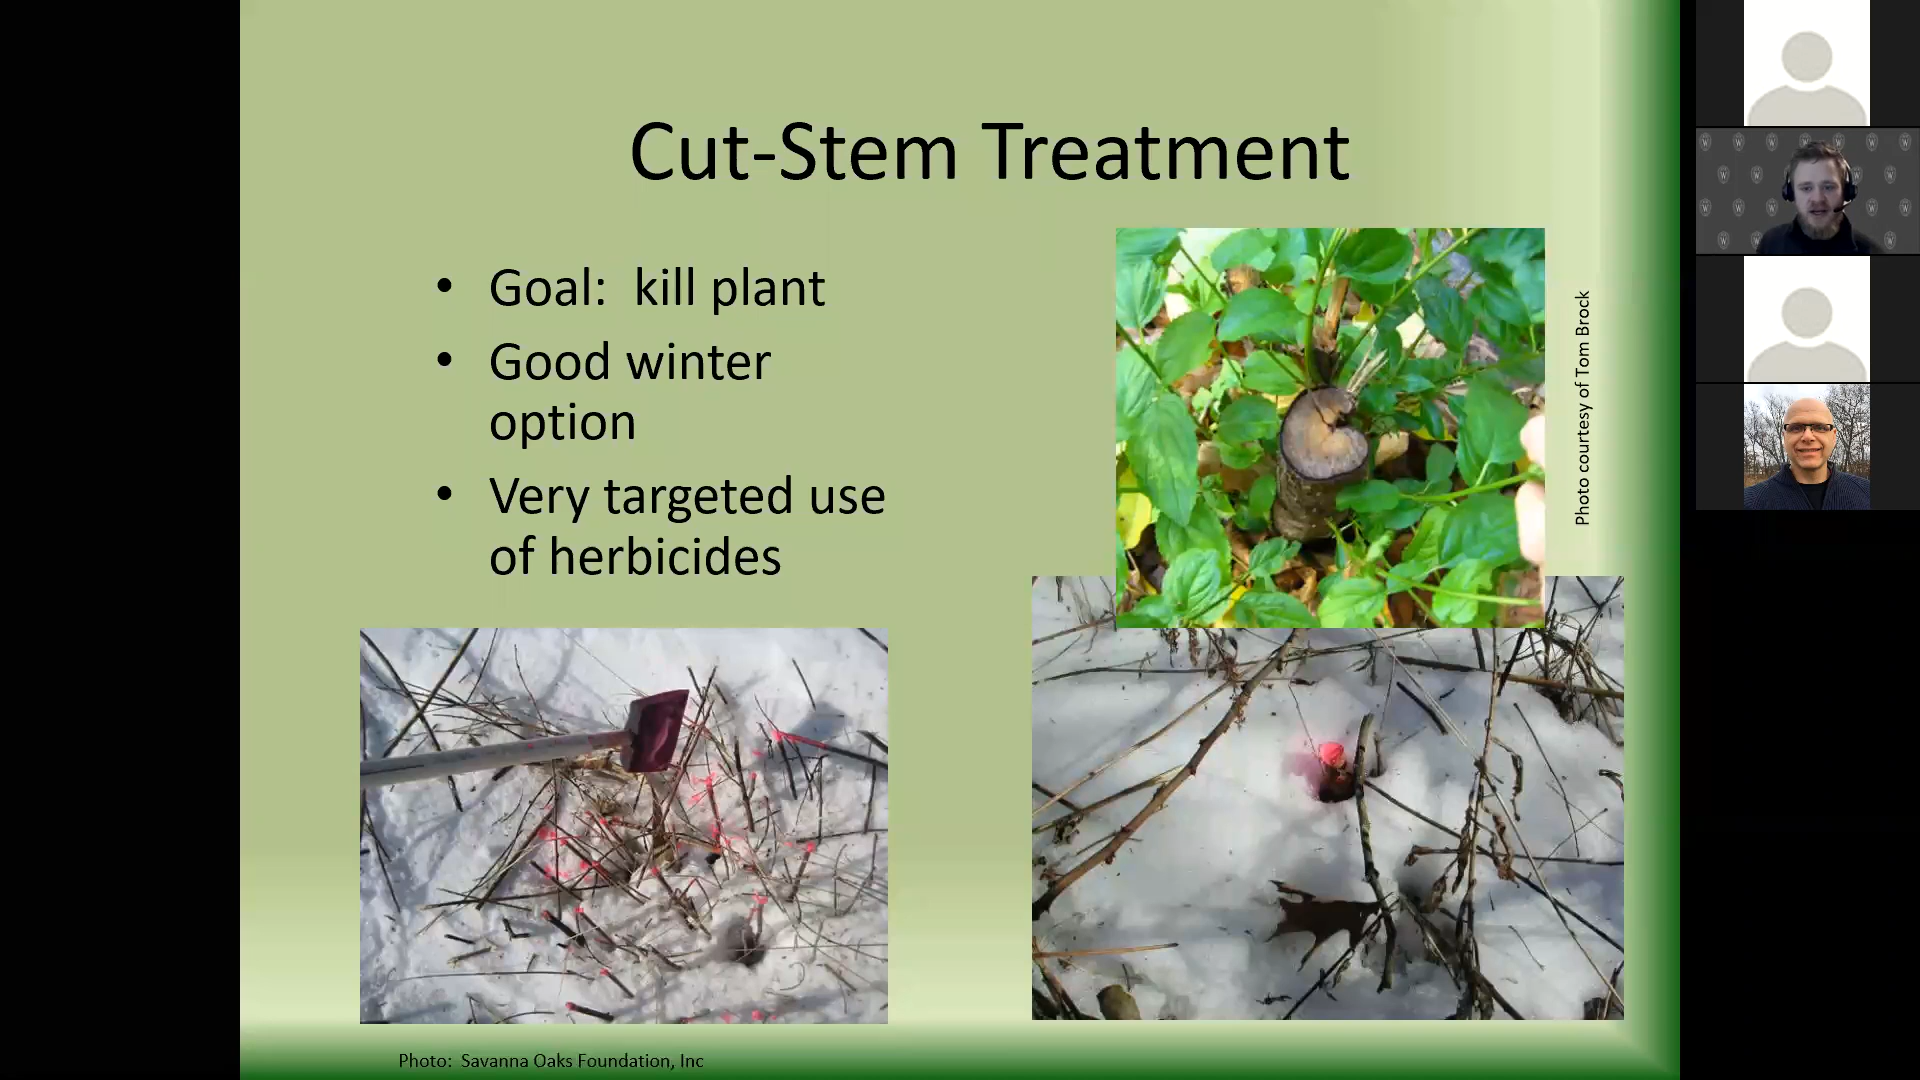 Cut-Stem Treatment
• Goal:  kill plant
• Good winter
option
• Very targeted use
of herbicides
Photo courtesy of Tom Brock
Photo:  Savanna Oaks Foundation, Inc